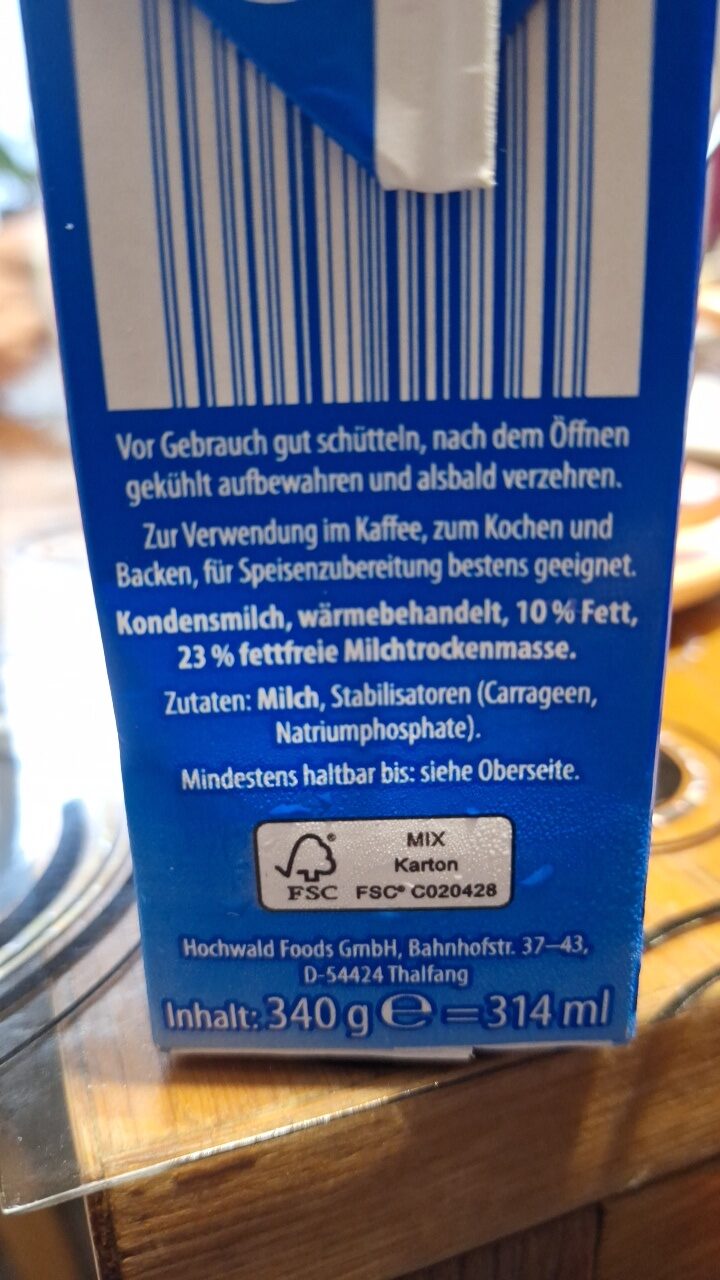 Vor Gebrauch gut schütteln, nach dem Öffnen
gekühlt aufbewahren und alsbald verzehren.
Zur Verwendung im Kaffee, zum Kochen und
Backen, für Speisenzubereitung bestens geeignet.
Kondensmilch, wärmebehandelt, 10 % Fett,
23 % fettfreie Milchtrockenmasse.
Zutaten: Milch, Stabilisatoren (Carrageen,
Natriumphosphate).
Mindestens haltbar bis: siehe Oberseite.
MIX
Karton
FSC® C020428
FSC
Hochwald Foods GmbH, Bahnhofstr. 37–43,
D-54424 Thalfang
Inhalt: 340 g ℮ = 314 ml